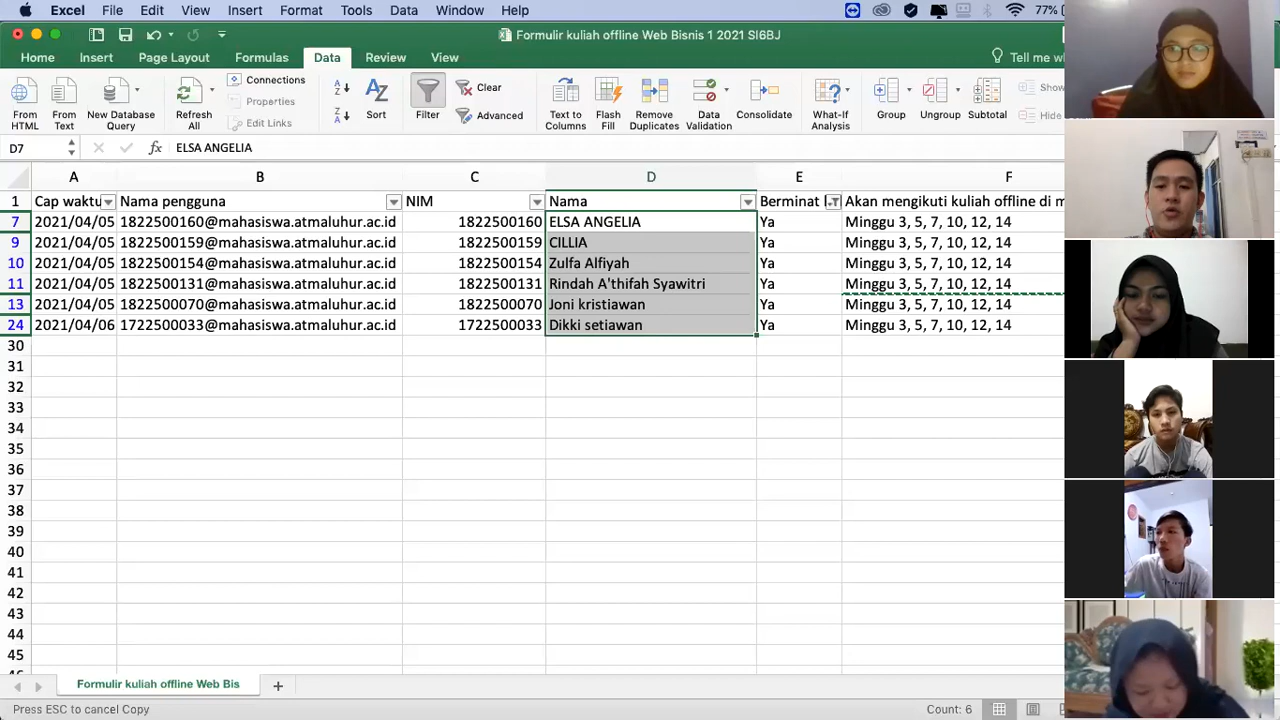 Excel File Edit View Insert Format Tools Data Window Help 77%
Formulir kuliah offline Web Bisnis 1 2021 SI6BJ
Home Insert Page Layout Formulas Data Review View Tell me
From HTML
From Text
New Database Query
Refresh All
Connections
Properties
Edit Links
Sort
Filter
Clear
Advanced
Text to Columns
Flash Fill
Remove Duplicates
Data Validation
Consolidate
What-If Analysis
Group
Ungroup
Subtotal
Show
Hide
D7 fx ELSA ANGELIA
A B C D E F
1 Cap waktu Nama pengguna NIM Nama Berminat Akan mengikuti kuliah offline di
7 2021/04/05 1822500160@mahasiswa.atmaluhur.ac.id 1822500160 ELSA ANGELIA Ya Minggu 3, 5, 7, 10, 12, 14
9 2021/04/05 1822500159@mahasiswa.atmaluhur.ac.id 1822500159 CILLIA Ya Minggu 3, 5, 7, 10, 12, 14
10 2021/04/05 1822500154@mahasiswa.atmaluhur.ac.id 1822500154 Zulfa Alfiyah Ya Minggu 3, 5, 7, 10, 12, 14
11 2021/04/05 1822500131@mahasiswa.atmaluhur.ac.id 1822500131 Rindah A'thifah Syawitri Ya Minggu 3, 5, 7, 10, 12, 14
13 2021/04/05 1822500070@mahasiswa.atmaluhur.ac.id 1822500070 Joni kristiawan Ya Minggu 3, 5, 7, 10, 12, 14
24 2021/04/06 1722500033@mahasiswa.atmaluhur.ac.id 1722500033 Dikki setiawan Ya Minggu 3, 5, 7, 10, 12, 14
30
31
32
33
34
35
36
37
38
39
40
41
42
43
44
45
Formulir kuliah offline Web Bis
Press ESC to cancel Copy Count: 6